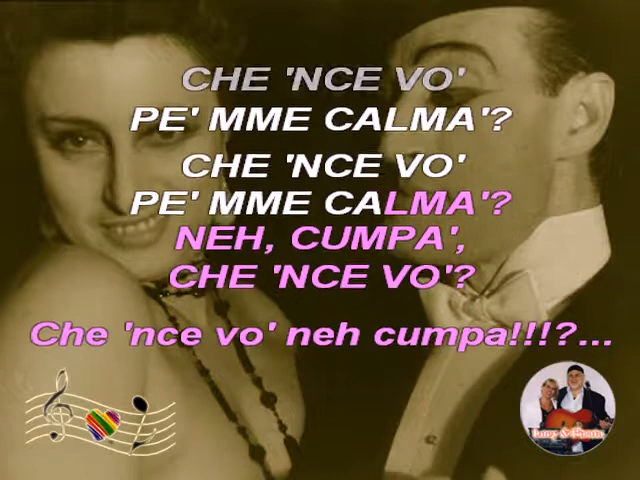 CHE 'NCE VO'
PE' MME CALMA'?
CHE 'NCE VO'
PE' MME CALMA'?
NEH, CUMPA',
CHE 'NCE VO'?
Che 'nce vo' neh cumpa!!!?...